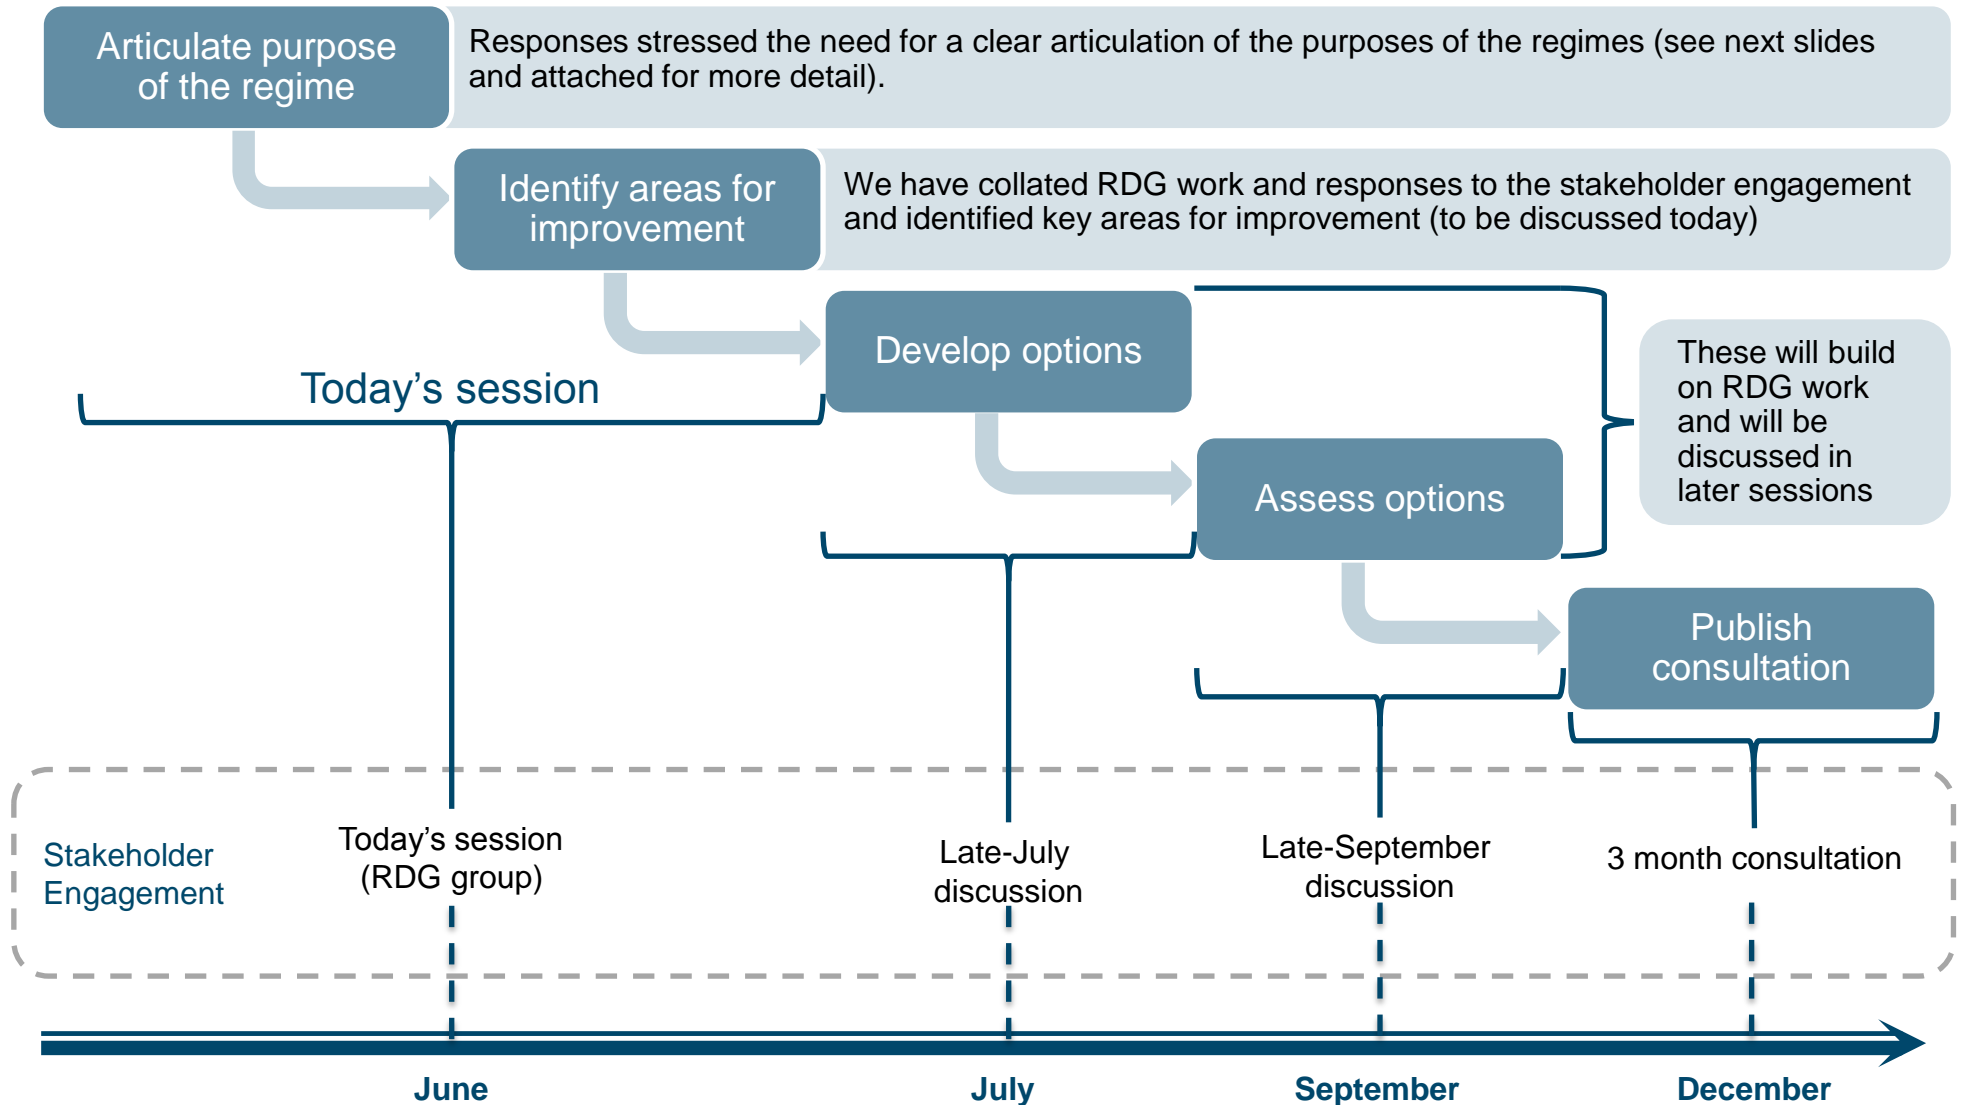 Articulate purpose
of the regime
Responses stressed the need for a clear articulation of the purposes of the regimes (see next slides
and attached for more detail).
Identify areas for
improvement
We have collated RDG work and responses to the stakeholder engagement
and identified key areas for improvement (to be discussed today)
Develop options
These will build
on RDG work
and will be
discussed in
later sessions
Today’s session
Assess options
Publish
consultation
Stakeholder
Engagement
Today’s session
(RDG group)
Late-July
discussion
Late-September
discussion
3 month consultation
June
July
September
December